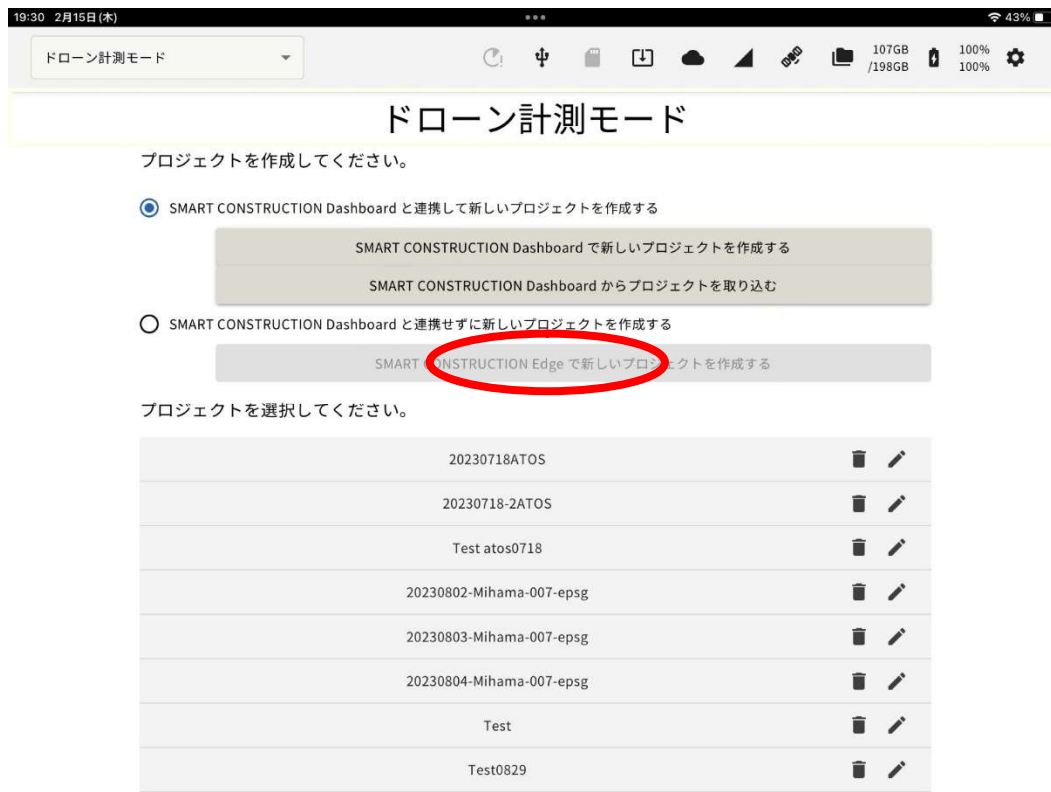 19:30 2月15日(木)
43%
ドローン計測モード
107GB
/198GB
100%
100%
ドローン計測モード
プロジェクトを作成してください。
SMART CONSTRUCTION Dashboard と連携して新しいプロジェクトを作成する
SMART CONSTRUCTION Dashboard で新しいプロジェクトを作成する
SMART CONSTRUCTION Dashboard からプロジェクトを取り込む
SMART CONSTRUCTION Dashboard と連携せずに新しいプロジェクトを作成する
SMART CONSTRUCTION Edge で新しいプロジェクトを作成する
プロジェクトを選択してください。
20230718ATOS
20230718-2ATOS
Test atos0718
20230802-Mihama-007-epsg
20230803-Mihama-007-epsg
20230804-Mihama-007-epsg
Test
Test0829